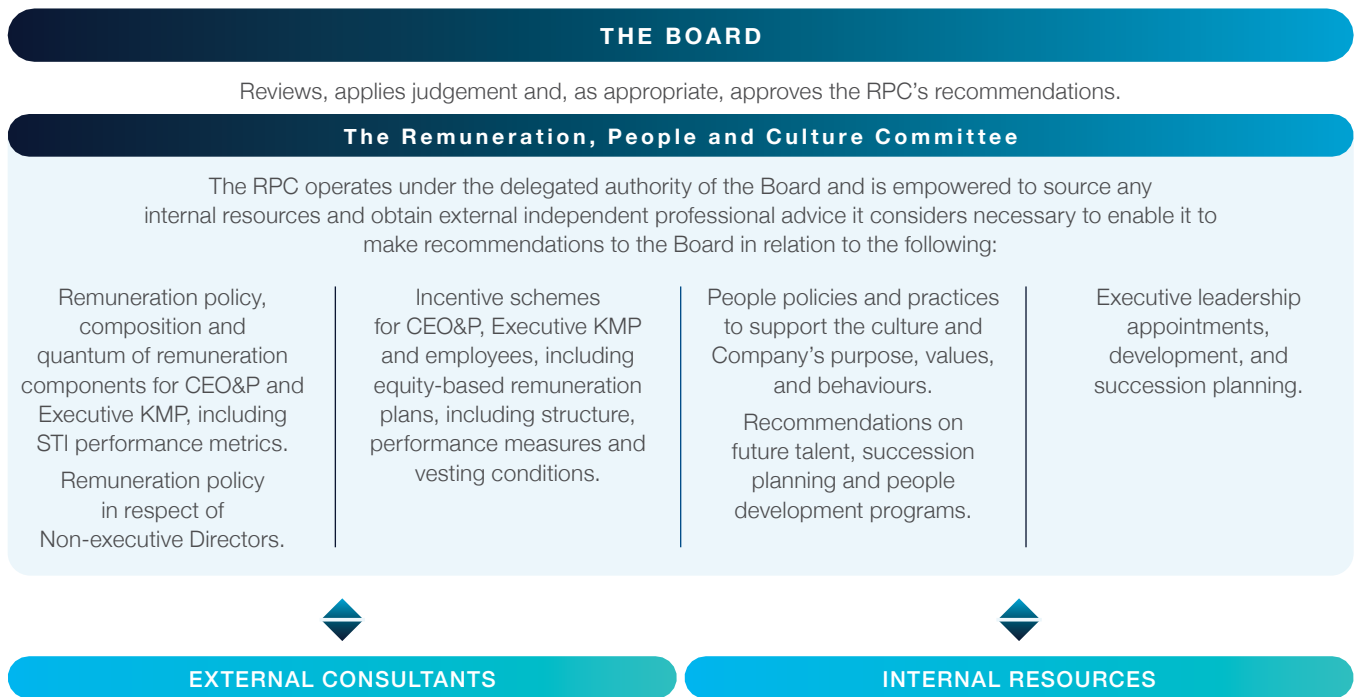 THE BOARD
Reviews, applies judgement and, as appropriate, approves the RPC's recommendations.
The Remuneration, People and Culture Committee
The RPC operates under the delegated authority of the Board and is empowered to source any
internal resources and obtain external independent professional advice it considers necessary to enable it to
make recommendations to the Board in relation to the following:
Remuneration policy,
composition and
quantum of remuneration
components for CEO&P and
Executive KMP, including
STI performance metrics.
Remuneration policy
in respect of
Non-executive Directors.
Incentive schemes
for CEO&P, Executive KMP
and employees, including
equity-based remuneration
plans, including structure,
performance measures and
vesting conditions.
People policies and practices
to support the culture and
Company's purpose, values,
and behaviours.
Recommendations on
future talent, succession
planning and people
development programs.
Executive leadership
appointments,
development, and
succession planning.
EXTERNAL CONSULTANTS
INTERNAL RESOURCES